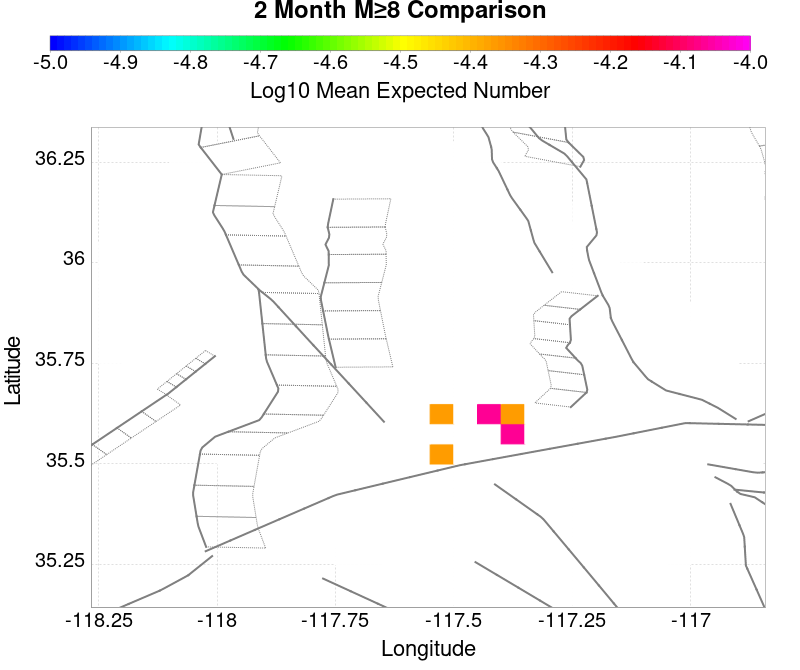 2 Month M≥8 Comparison
-5.0 -4.9 -4.8 -4.7 -4.6 -4.5 -4.4 -4.3 -4.2 -4.1 -4.0
Log10 Mean Expected Number
36.25
36
35.75
35.5
35.25
Latitude
-118.25 -118 -117.75 -117.5 -117.25 -117
Longitude